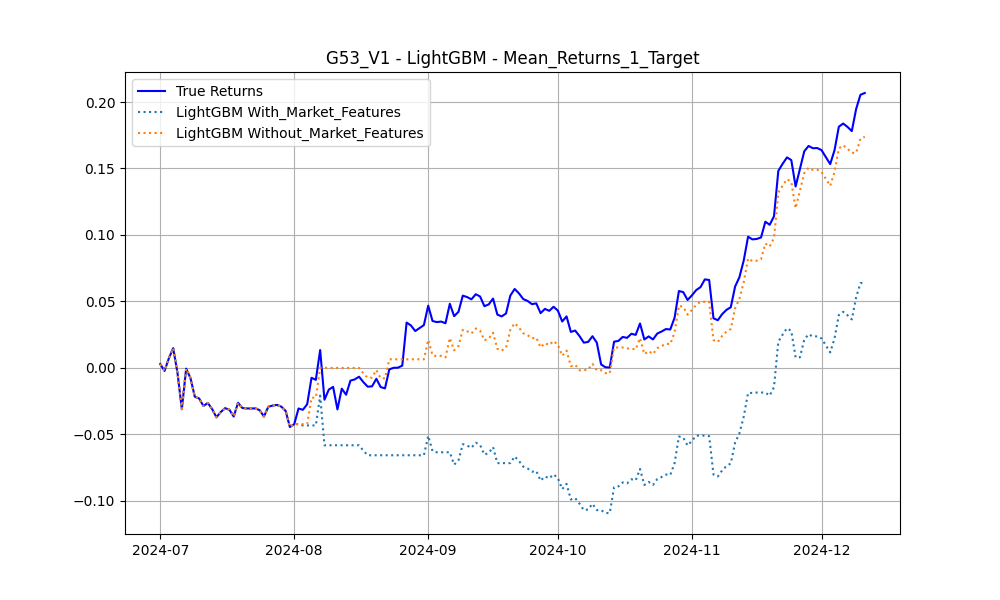 G53_V1 - LightGBM - Mean_Returns_1_Target
True Returns
LightGBM With_Market_Features
LightGBM Without_Market_Features
0.20
0.15
0.10
0.05
0.00
−0.05
−0.10
2024-07 2024-08 2024-09 2024-10 2024-11 2024-12